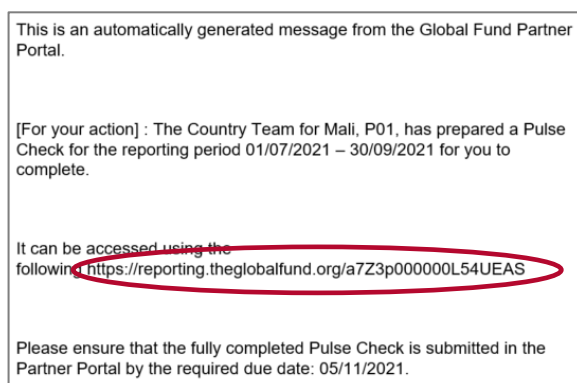 This is an automatically generated message from the Global Fund Partner
Portal.
[For your action] : The Country Team for Mali, P01, has prepared a Pulse
Check for the reporting period 01/07/2021 – 30/09/2021 for you to
complete.
It can be accessed using the
following https://reporting.theglobalfund.org/a7Z3p000000L54UEAS
Please ensure that the fully completed Pulse Check is submitted in the
Partner Portal by the required due date: 05/11/2021.